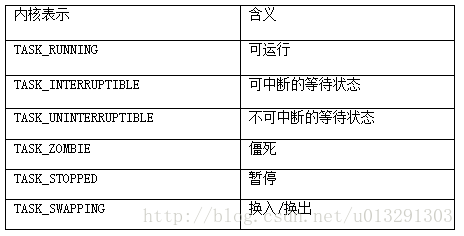 内核表示 含义
TASK_RUNNING 可运行
TASK_INTERRUPTIBLE 可中断的等待状态
TASK_UNINTERRUPTIBLE 不可中断的等待状态
TASK_ZOMBIE 僵死
TASK_STOPPED 暂停
TASK_SWAPPING 换入/换出
http://blog.csdn.net/u013291303